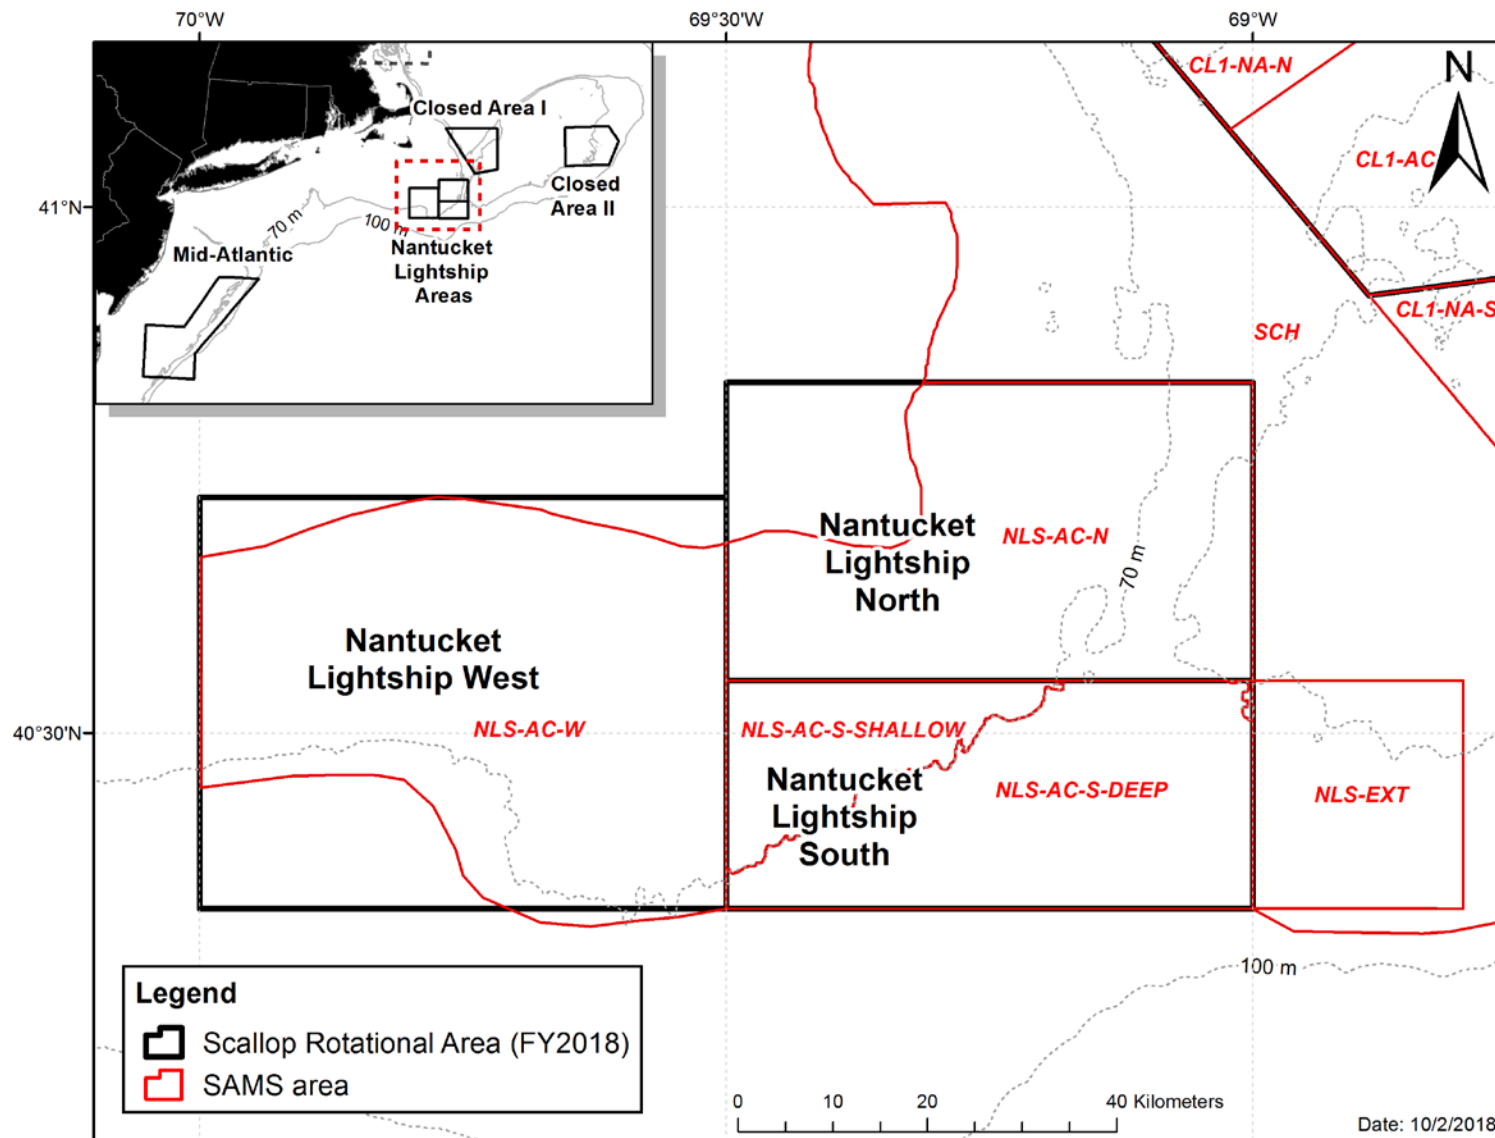 70°W
69°30'W
69°W
N
CL1-NA-N
CL1-AC
Closed Area I
Closed
Area II
41°N
70 m
100 m
Mid-Atlantic
Nantucket
Lightship
Areas
CL1-NA-S
SCH
Nantucket
Lightship
North
NLS-AC-N
70 m
Nantucket
Lightship West
NLS-AC-W
40°30'N
NLS-AC-S-SHALLOW
Nantucket
Lightship
South
NLS-AC-S-DEEP
NLS-EXT
100 m
Legend
Scallop Rotational Area (FY2018)
SAMS area
0 10 20 40 Kilometers
Date: 10/2/2018